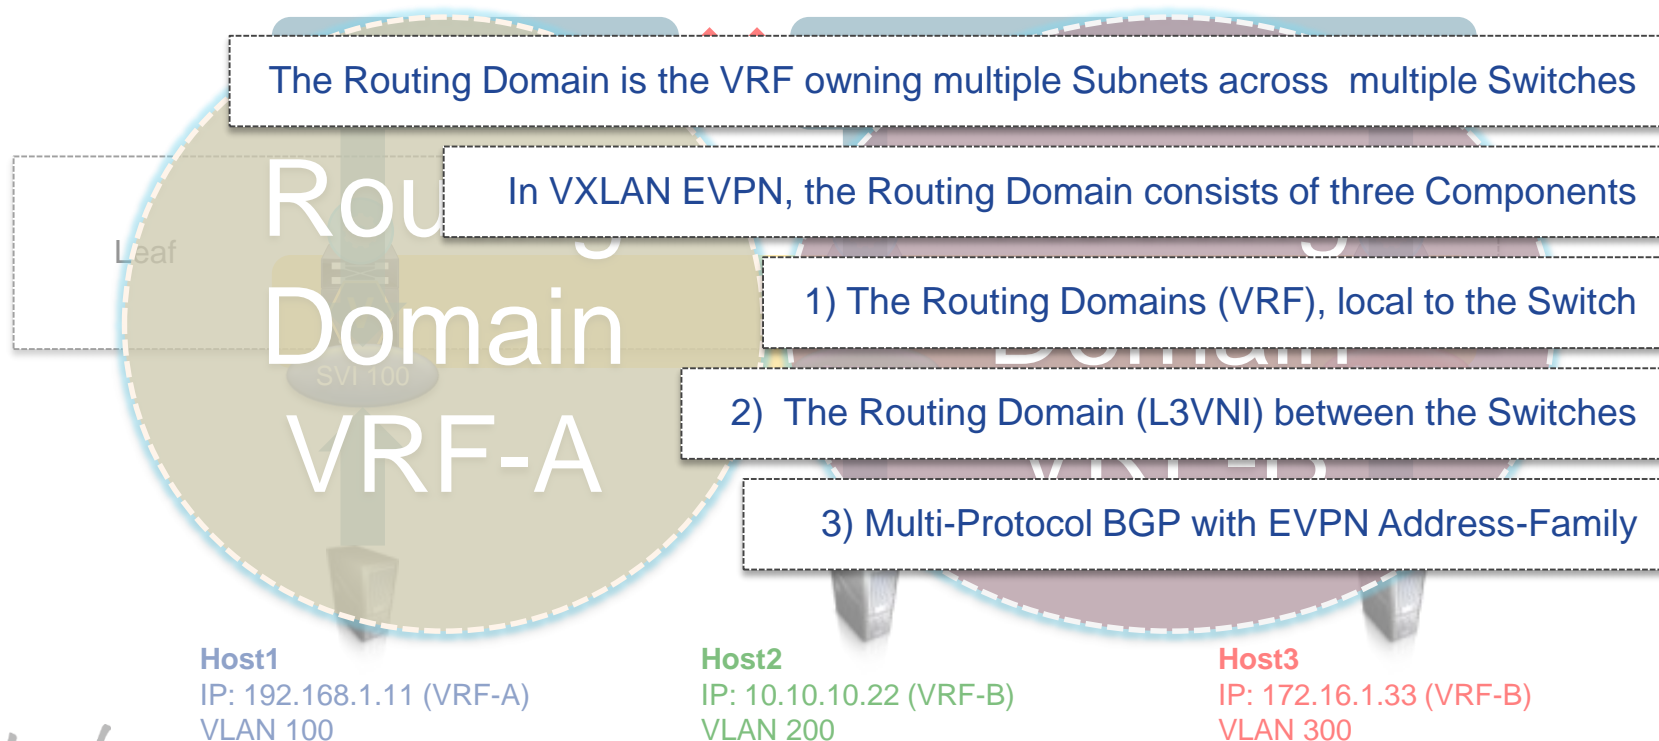 The Routing Domain is the VRF owning multiple Subnets across  multiple Switches
In VXLAN EVPN, the Routing Domain consists of three Components
1) The Routing Domains (VRF), local to the Switch
2)  The Routing Domain (L3VNI) between the Switches
3) Multi-Protocol BGP with EVPN Address-Family
Leaf
Domain
VRF-A
Domain
VRF-B
SVI 100
Host1
IP: 192.168.1.11 (VRF-A)
VLAN 100
Host2
IP: 10.10.10.22 (VRF-B)
VLAN 200
Host3
IP: 172.16.1.33 (VRF-B)
VLAN 300